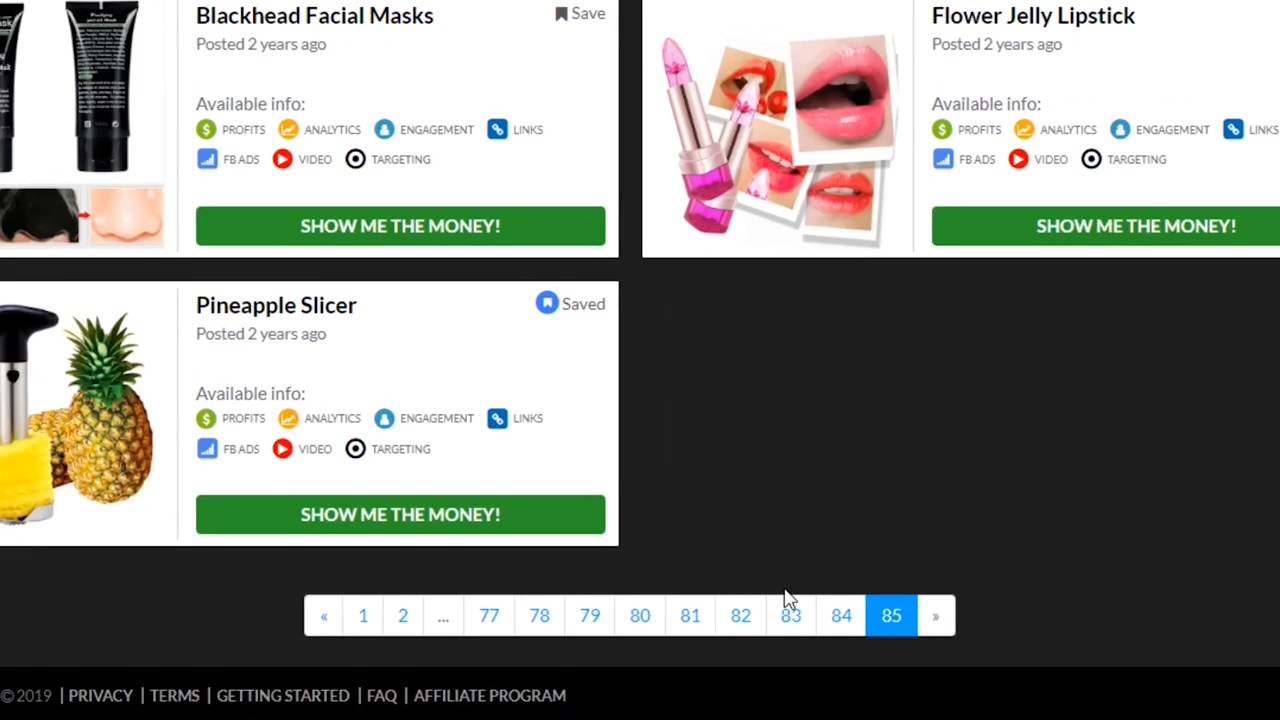 Blackhead Facial Masks
Save
Posted 2 years ago
Available info:
PROFITS ANALYTICS ENGAGEMENT LINKS
FB ADS VIDEO TARGETING
SHOW ME THE MONEY!
Flower Jelly Lipstick
Posted 2 years ago
Available info:
PROFITS ANALYTICS ENGAGEMENT LINKS
FB ADS VIDEO TARGETING
SHOW ME THE MONEY!
Pineapple Slicer
Saved
Posted 2 years ago
Available info:
PROFITS ANALYTICS ENGAGEMENT LINKS
FB ADS VIDEO TARGETING
SHOW ME THE MONEY!
« 1 2 ... 77 78 79 80 81 82 83 84 85 »
© 2019 | PRIVACY | TERMS | GETTING STARTED | FAQ | AFFILIATE PROGRAM